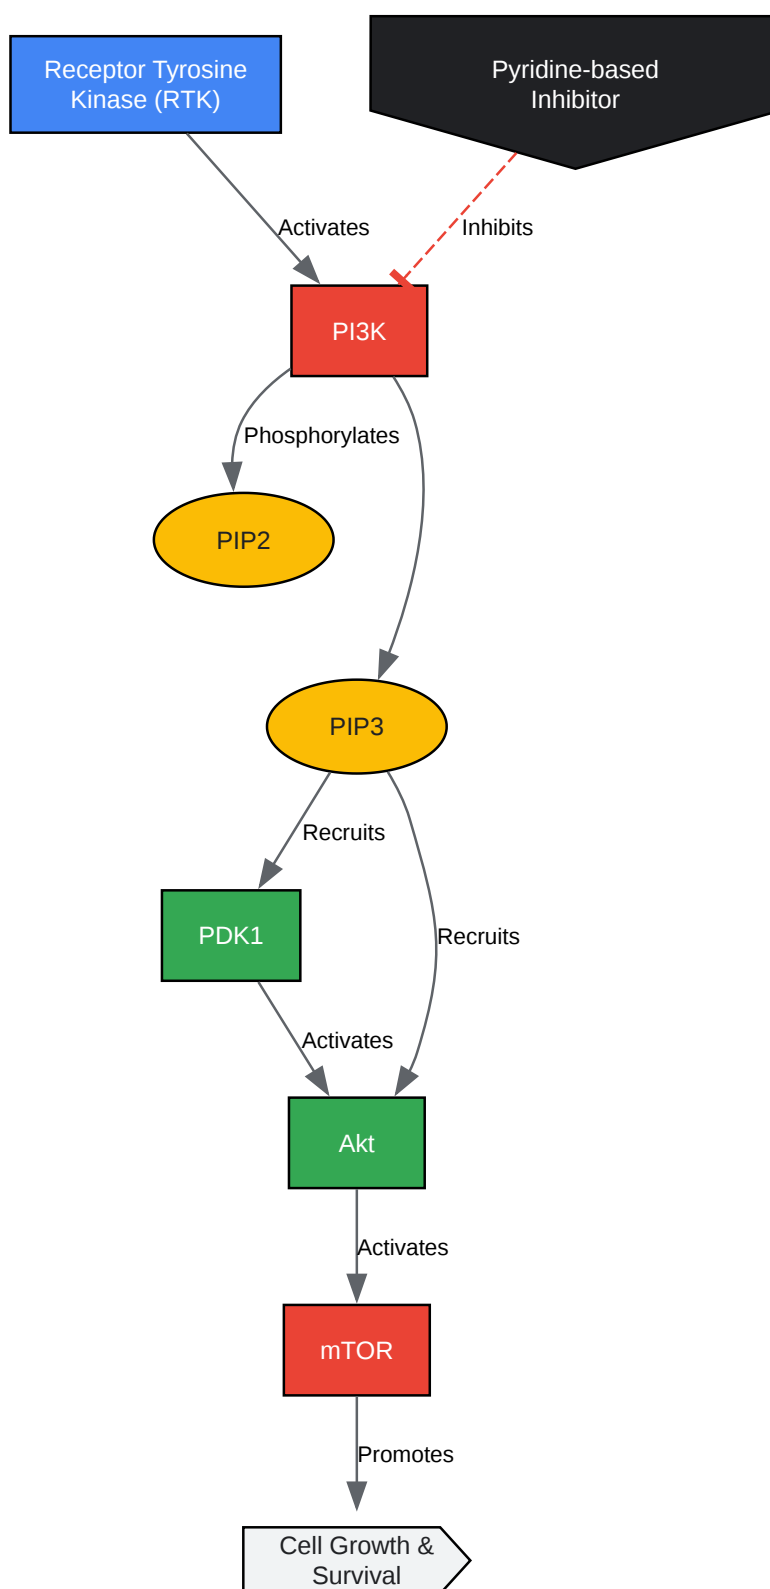 Receptor Tyrosine
Kinase (RTK)
Pyridine-based
Inhibitor
Activates
Inhibits
PI3K
Phosphorylates
PIP2
PIP3
Recruits
PDK1
Recruits
Activates
Akt
Activates
mTOR
Promotes
Cell Growth &
Survival